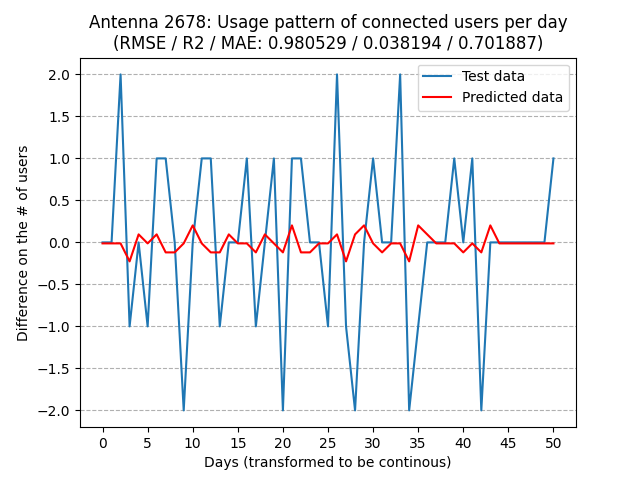 Antenna 2678: Usage pattern of connected users per day
(RMSE / R2 / MAE: 0.980529 / 0.038194 / 0.701887)
Test data
Predicted data
Difference on the # of users
2.0
1.5
1.0
0.5
0.0
−0.5
−1.0
−1.5
−2.0
0 5 10 15 20 25 30 35 40 45 50
Days (transformed to be continous)